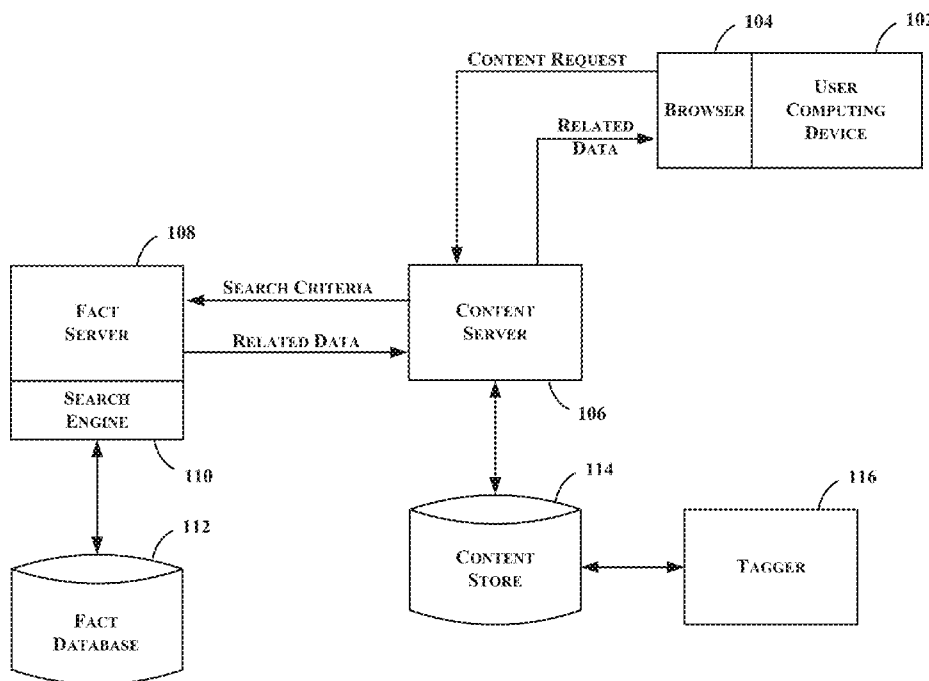 104
102
CONTENT REQUEST
BROWSER
USER
COMPUTING
DEVICE
RELATED
DATA
108
SEARCH CRITERIA
FACT
SERVER
CONTENT
SERVER
RELATED DATA
SEARCH
ENGINE
106
110
114
116
112
CONTENT
STORE
TAGGER
FACT
DATABASE